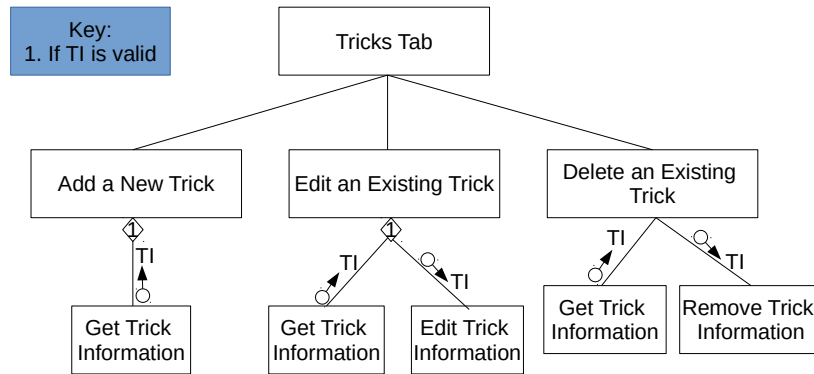 Key:
1. If TI is valid
Tricks Tab
Add a New Trick
Edit an Existing Trick
Delete an Existing
Trick
1
1
TI
TI
TI
TI
TI
Get Trick
Information
Get Trick
Information
Edit Trick
Information
Get Trick
Information
Remove Trick
Information